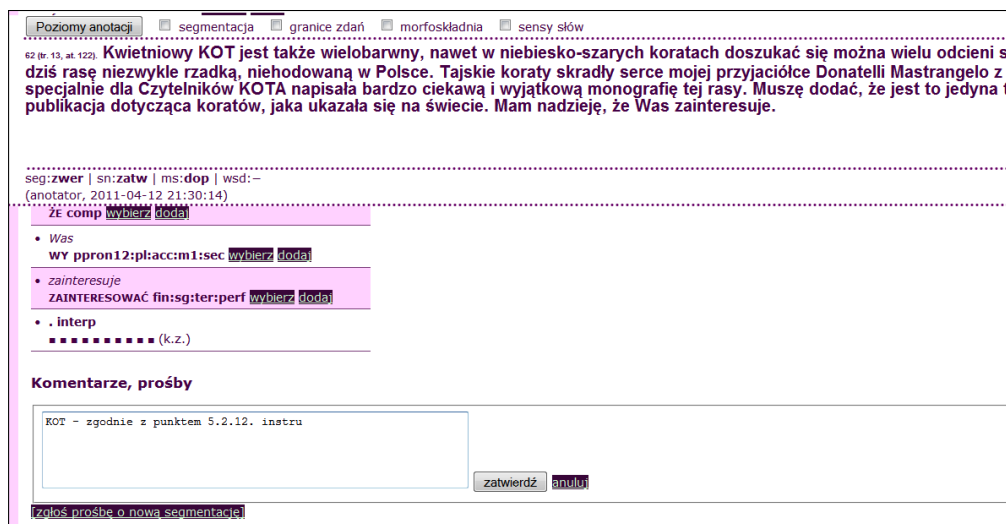 Poziomy anotacji segmentacja granice zdań morfoskładnia sensy słów
62 (tr. 13, at. 122). Kwietniowy KOT jest także wielobarwny, nawet w niebiesko-szarych koratach doszukać się można wielu odcieni s
dziś rasę niezwykle rzadką, niehodowaną w Polsce. Tajskie koraty skradły serce mojej przyjaciółce Donatelli Mastrangelo z
specjalnie dla Czytelników KOTA napisała bardzo ciekawą i wyjątkową monografię tej rasy. Muszę dodać, że jest to jedyna t
publikacja dotycząca koratów, jaka ukazała się na świecie. Mam nadzieję, że Was zainteresuje.
seg:zwer | sn:zatw | ms:dop | wsd:—
(anotator, 2011-04-12 21:30:14)
ŻE comp wybierz dodaj
• Was
WY ppron12:pl:acc:m1:sec wybierz dodaj
• zainteresuje
ZAINTERESOWAĆ fin:sg:ter:perf wybierz dodaj
• . interp
▪ ▪ ▪ ▪ ▪ ▪ ▪ ▪ ▪ ▪ (k.z.)
Komentarze, prośby
KOT - zgodnie z punktem 5.2.12. instru
zatwierdź anuluj
[zgłoś prośbę o nową segmentację]